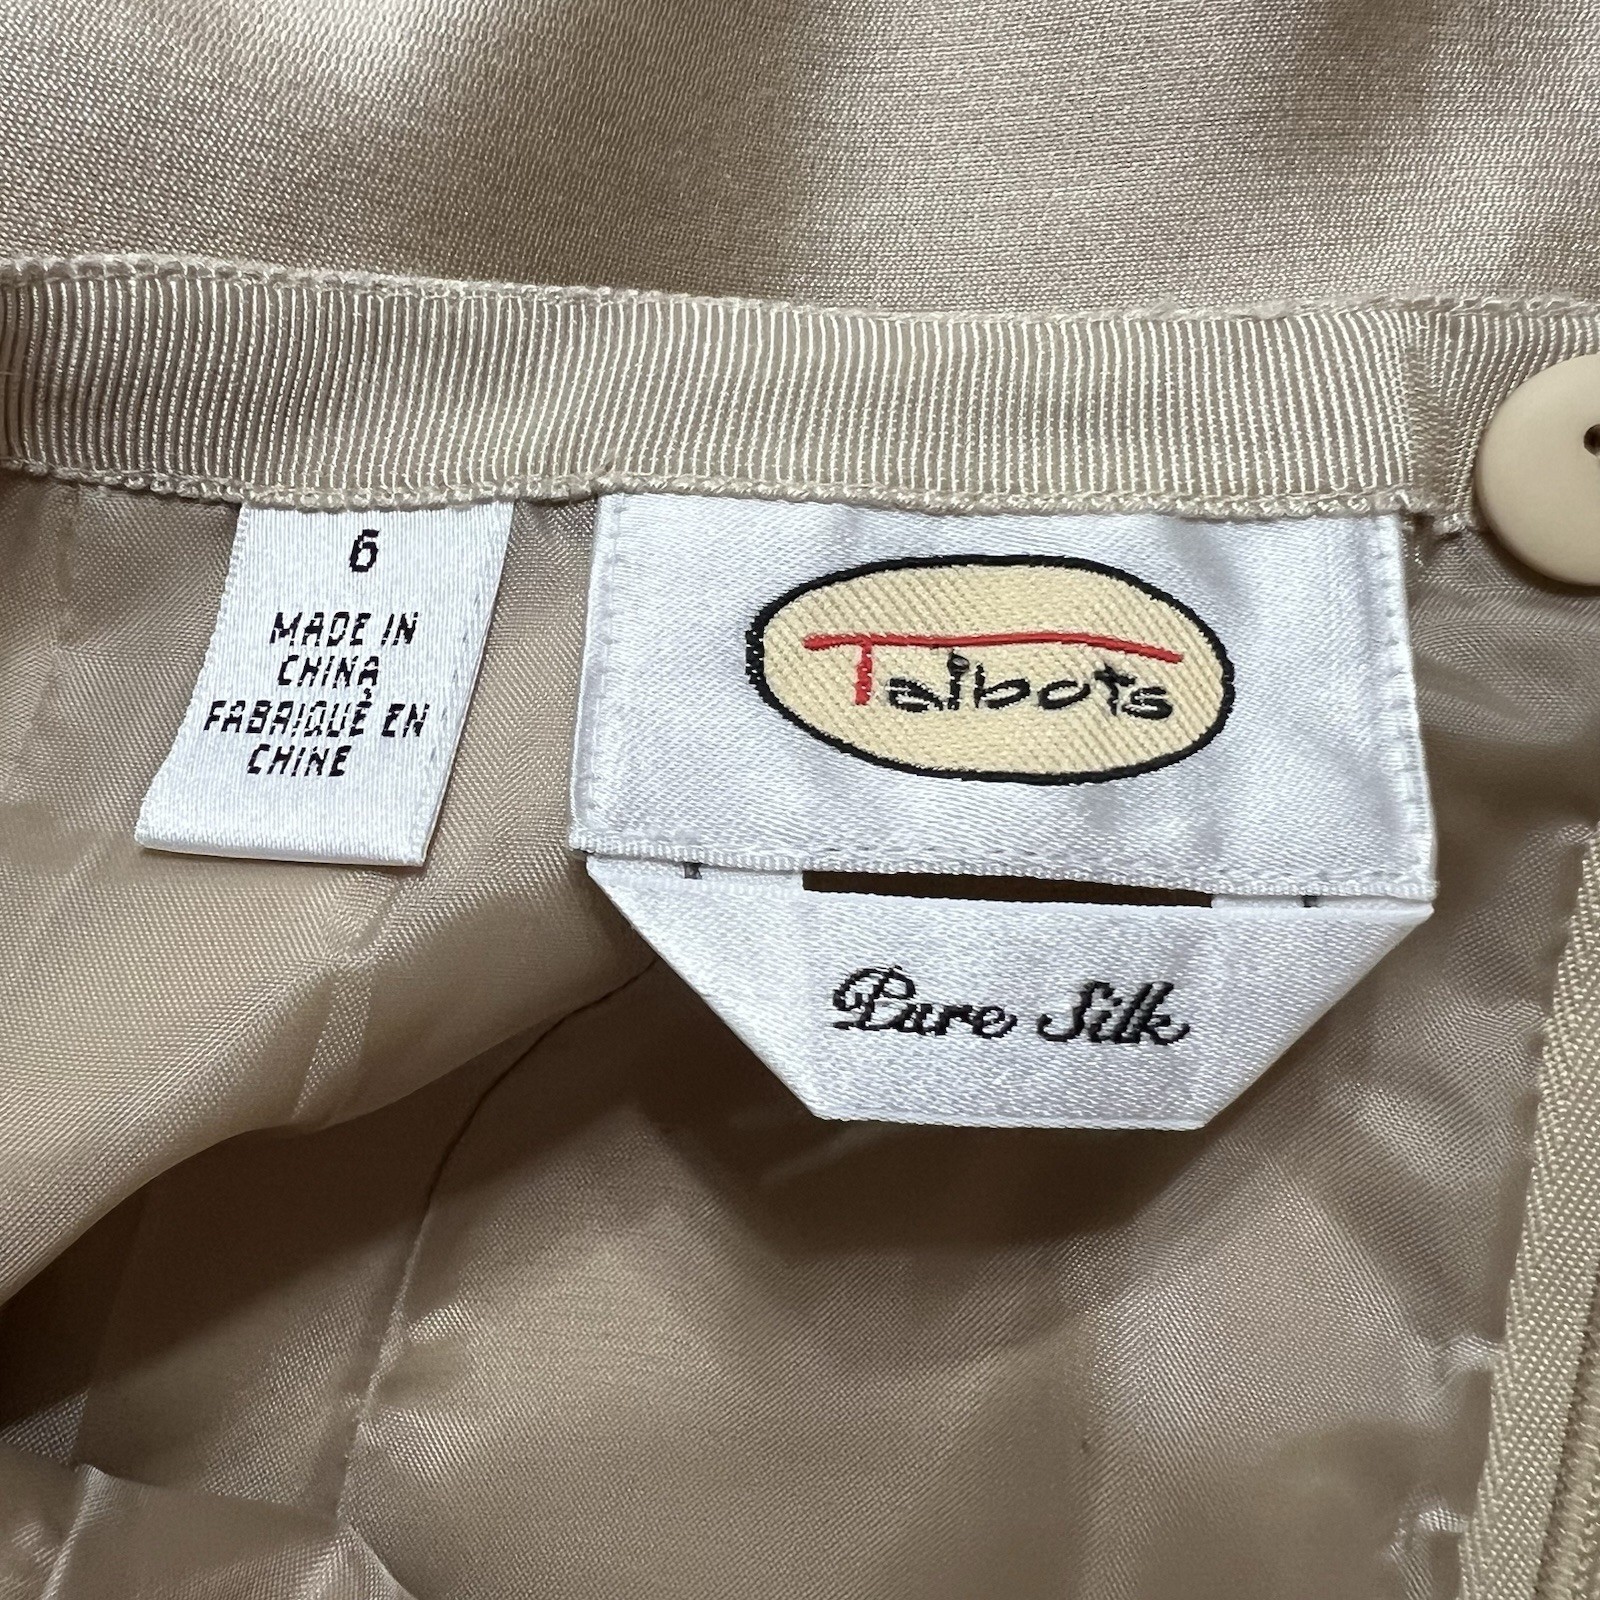 6
MADE IN
CHINA
FABRIQUÉ EN
CHINE
Talbots
Pure Silk